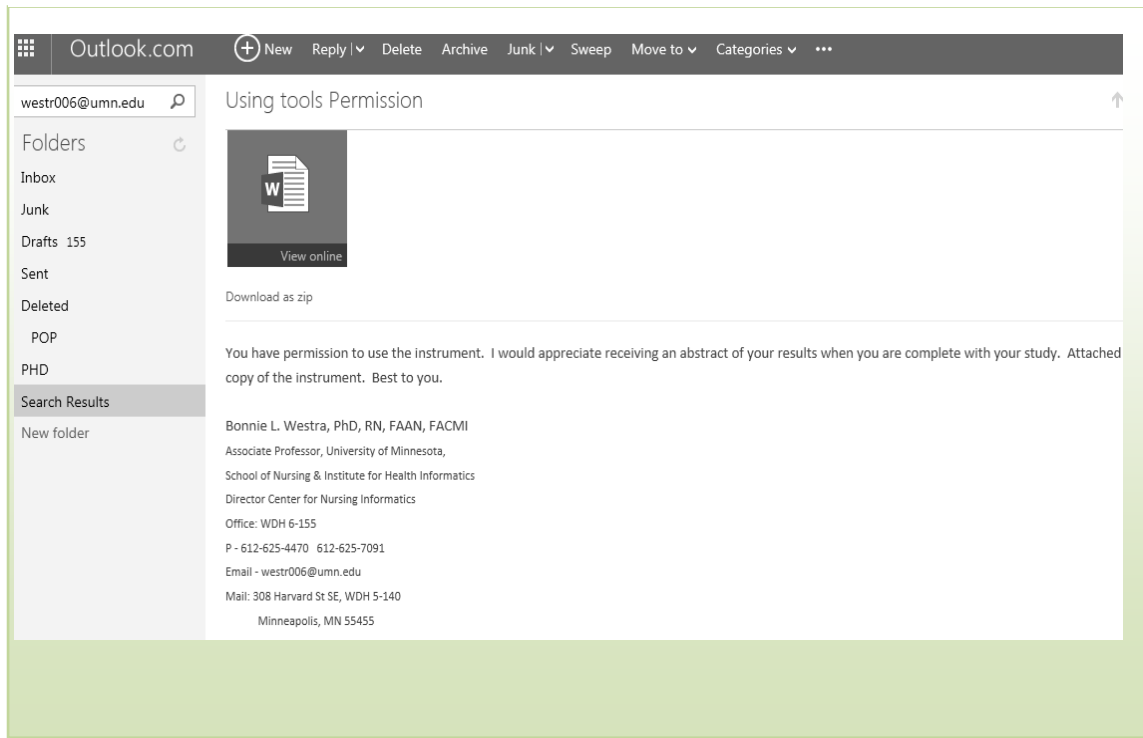 Outlook.com New Reply Delete Archive Junk Sweep Move to Categories •••
westr006@umn.edu
Folders
Inbox
Junk
Drafts 155
Sent
Deleted
POP
PHD
Search Results
New folder
Using tools Permission
W
View online
Download as zip
You have permission to use the instrument. I would appreciate receiving an abstract of your results when you are complete with your study. Attached
copy of the instrument. Best to you.
Bonnie L. Westra, PhD, RN, FAAN, FACMI
Associate Professor, University of Minnesota,
School of Nursing & Institute for Health Informatics
Director Center for Nursing Informatics
Office: WDH 6-155
P - 612-625-4470 612-625-7091
Email - westr006@umn.edu
Mail: 308 Harvard St SE, WDH 5-140
Minneapolis, MN 55455